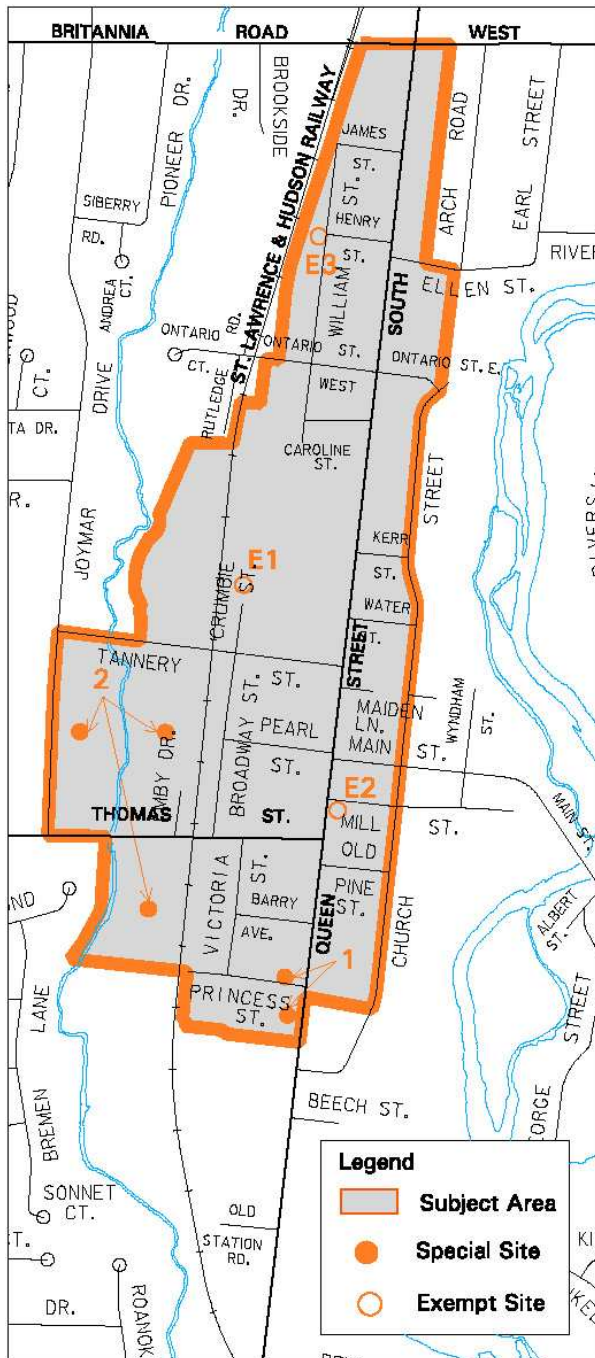 BRITANNIA ROAD WEST
PIONEER DR.
BROOKSIDE
DR.
ST. LAWRENCE & HUDSON RAILWAY
JAMES
ST.
ARCH ROAD
EARL STREET
SIBERRY
RD.
ST.
HENRY
ST.
E3
WILLIAM
ANDREA
CT.
RIVER
ELLEN ST.
SOUTH
ONTARIO RD.
CT.
ONTARIO
ST.
ONTARIO ST. E.
WEST
RUTLEDGE
CT.
DRIVE
TA DR.
CAROLINE
ST.
R.
JOYMAR
STREET
KERR
ST.
E1
ST.
CRUMBIE
WATER
ST.
STREET
TANNERY
ST.
2
ST.
PEARL
ST.
BROADWAY
MAIDEN
LN.
MAIN ST.
WYNDHAM
ST.
MBY DR.
E2
THOMAS ST.
MILL ST.
MAIN ST.
OLD
PINE
ST.
ST.
VICTORIA
BARRY
AVE.
QUEEN
CHURCH
ALBERT
ST.
ND
STREET
1
PRINCESS
ST.
LANE
BREMEN
BEECH ST.
ORGE
SONNET
CT.
OLD
STATION
RD.
T.
DR.
ROANOK
KI
Legend
Subject Area
Special Site
Exempt Site